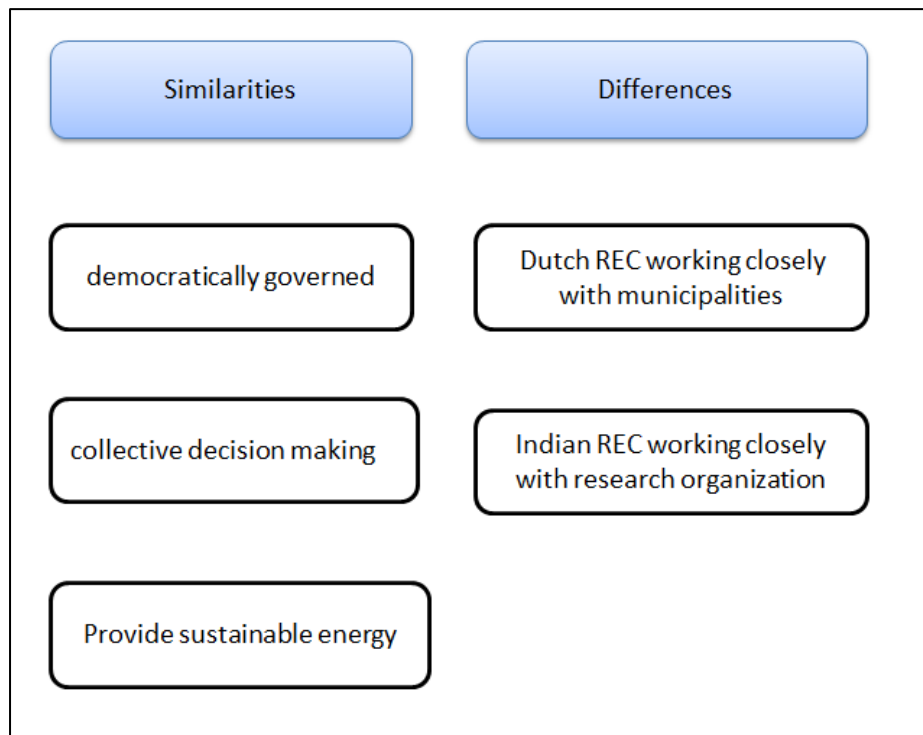 Similarities
Differences
democratically governed
Dutch REC working closely
with municipalities
collective decision making
Indian REC working closely
with research organization
Provide sustainable energy